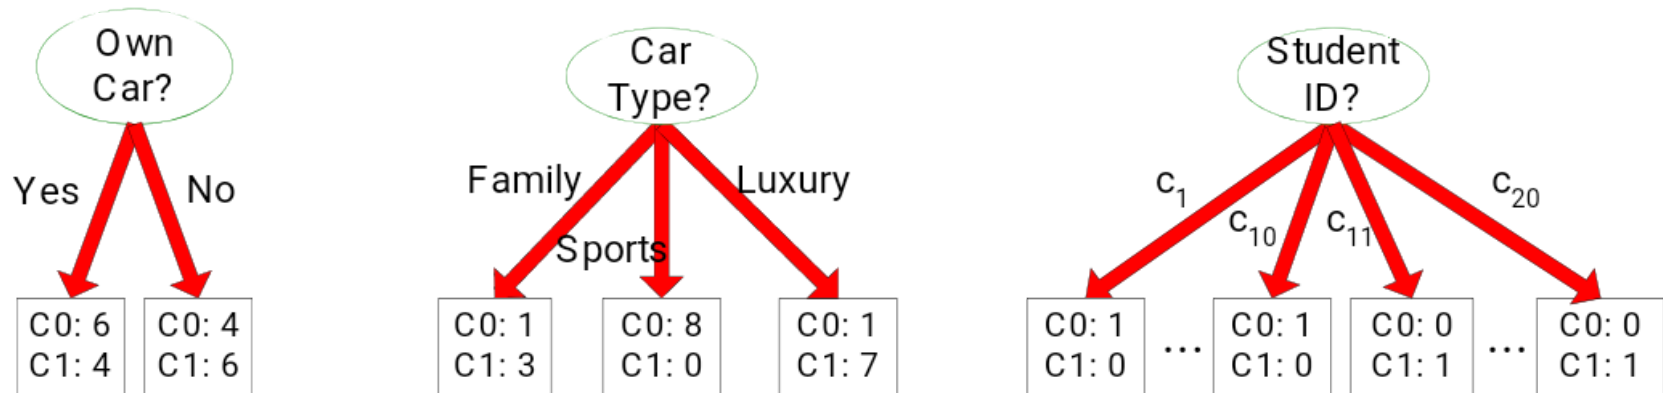 Own
Car?
Yes
No
C0: 6
C1: 4
C0: 4
C1: 6
Car
Type?
Family
Sports
Luxury
C0: 1
C1: 3
C0: 8
C1: 0
C0: 1
C1: 7
Student
ID?
c1
c10
c11
c20
C0: 1
C1: 0
...
C0: 1
C1: 0
C0: 0
C1: 1
...
C0: 0
C1: 1